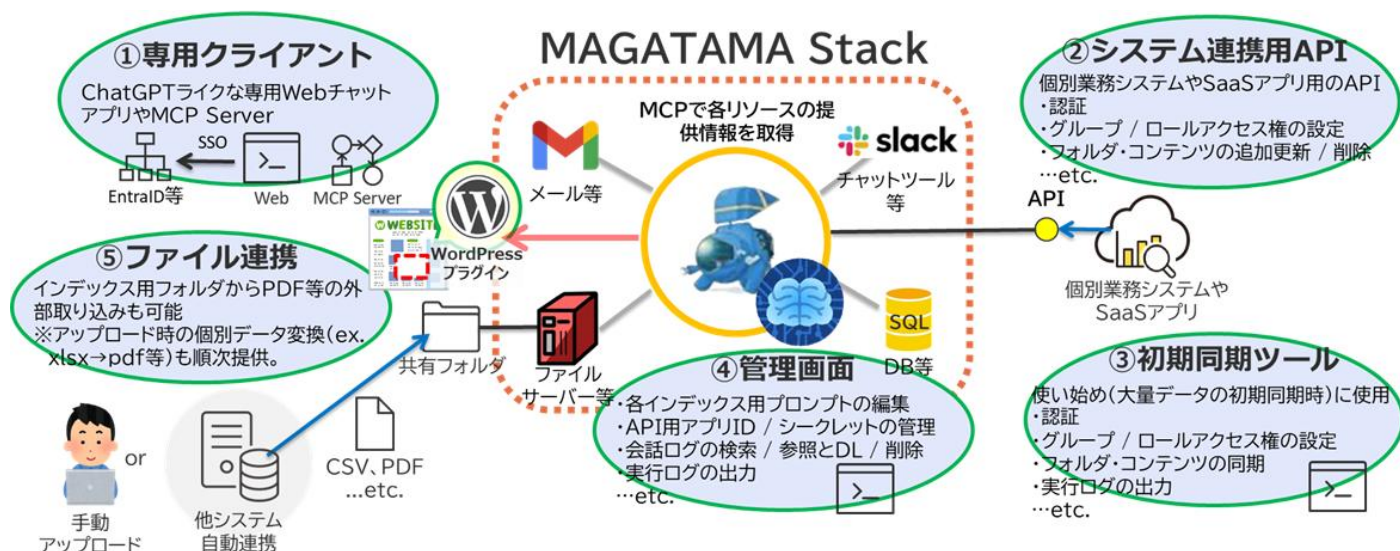 MAGATAMA Stack
①専用クライアント
ChatGPTライクな専用Webチャット
アプリやMCP Server
SSO
EntraID等
Web
MCP Server
②システム連携用API
個別業務システムやSaaSアプリ用のAPI
・認証
・グループ / ロールアクセス権の設定
・フォルダ・コンテンツの追加更新 / 削除
…etc.
MCPで各リソースの提
供情報を取得
メール等
slack
チャットツール
等
API
個別業務システムや
SaaSアプリ
WEBSITE
WordPress
プラグイン
⑤ファイル連携
インデックス用フォルダからPDF等の外
部取り込みも可能
※アップロード時の個別データ変換(ex.
xlsx→pdf等)も順次提供。
共有フォルダ
ファイル
サーバー等
SQL
DB等
④管理画面
・各インデックス用プロンプトの編集
・API用アプリID / シークレットの管理
・会話ログの検索 / 参照とDL / 削除
・実行ログの出力
…etc.
③初期同期ツール
使い始め(大量データの初期同期時)に使用
・認証
・グループ / ロールアクセス権の設定
・フォルダ・コンテンツの同期
・実行ログの出力
…etc.
or
手動
アップロード
他システム
自動連携
CSV、PDF
...etc.